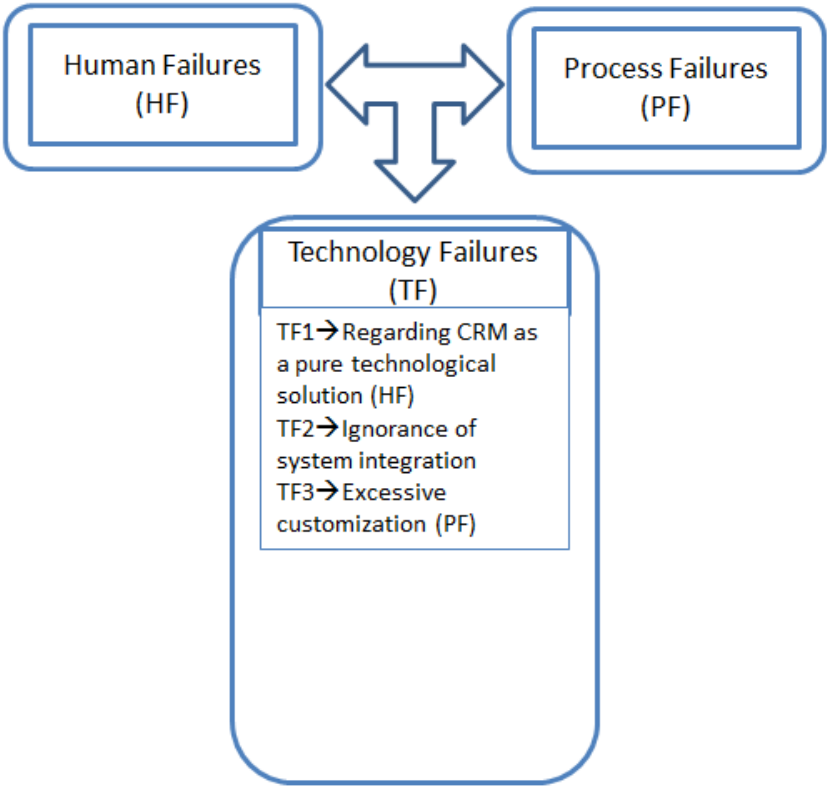 Human Failures
(HF)
Process Failures
(PF)
Technology Failures
(TF)
TF1→Regarding CRM as
a pure technological
solution (HF)
TF2→Ignorance of
system integration
TF3→Excessive
customization (PF)